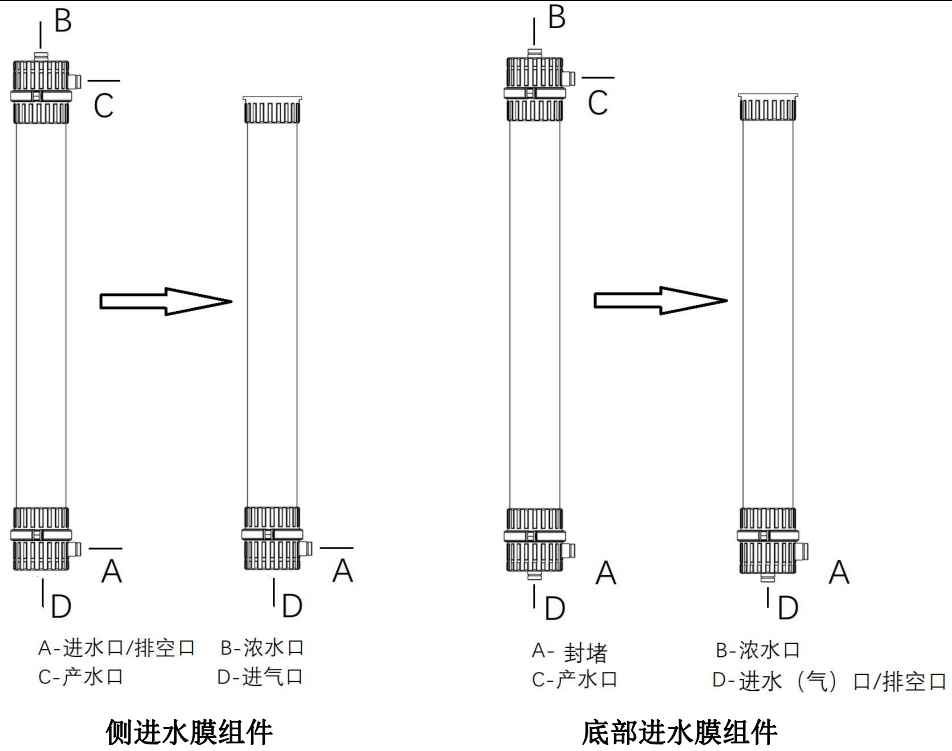 B
B
C
C
A
A
A
A
D
D
D
D
A-进水口/排空口 B-浓水口
C-产水口 D-进气口
A- 封堵 B-浓水口
C-产水口 D-进水（气）口/排空口
侧进水膜组件
底部进水膜组件